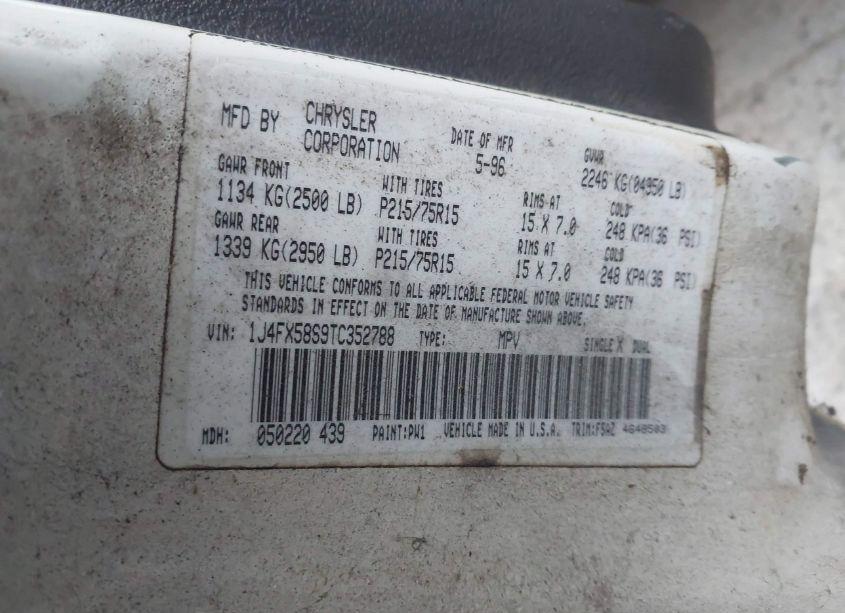 MFD BY CHRYSLER CORPORATION DATE OF MFR 5-96 GVWR 2246 KG(04950 LB)
GAWR FRONT WITH TIRES RIMS AT COLD
1134 KG(2500 LB) P215/75R15 15 X 7.0 248 KPA(36 PSI)
GAWR REAR WITH TIRES RIMS AT COLD
1339 KG(2950 LB) P215/75R15 15 X 7.0 248 KPA(36 PSI)
THIS VEHICLE CONFORMS TO ALL APPLICABLE FEDERAL MOTOR VEHICLE SAFETY
STANDARDS IN EFFECT ON THE DATE OF MANUFACTURE SHOWN ABOVE.
VIN: 1J4FX58S9TC352788 TYPE: MPV SINGLE X DUAL
MDH: 050220 439 PAINT:PW1 VEHICLE MADE IN U.S.A. TRIM:FSAZ 4648503